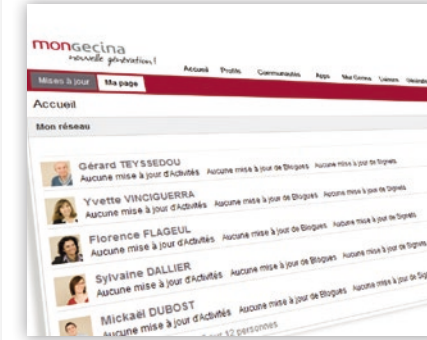 monGecina
nouvelle génération !
Accueil Profils Communautés Apps
Mises à jour Ma page
Accueil
Mon réseau
Gérard TEYSSEDOU
Aucune mise à jour d'Activités Aucune mise à jour de Blogues Aucune mise à jour de Signets
Yvette VINCIGUERRA
Aucune mise à jour d'Activités Aucune mise à jour de Blogues Aucune mise à jour de Signets
Florence FLAGEUL
Aucune mise à jour d'Activités Aucune mise à jour de Blogues Aucune mise à jour de Signets
Sylvaine DALLIER
Aucune mise à jour d'Activités Aucune mise à jour de Blogues Aucune mise à jour de Signets
Mickaël DUBOST
Aucune mise à jour d'Activités Aucune mise à jour de Blogues Aucune mise à jour de
12 personnes